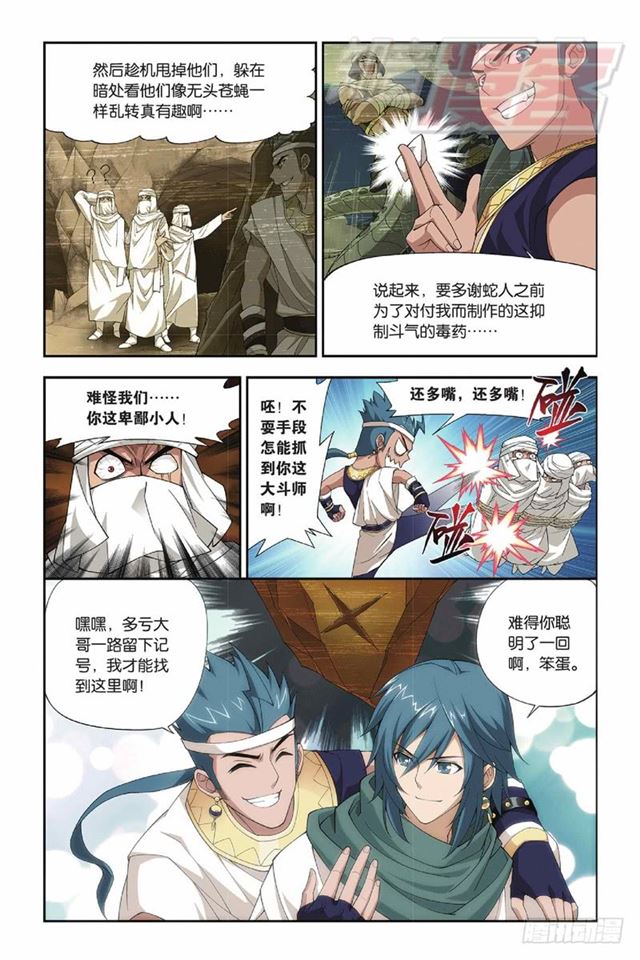 然后趁机甩掉他们，躲在
暗处看他们像无头苍蝇一
样乱转真有趣啊……
??
说起来，要多谢蛇人之前
为了对付我而制作的这抑
制斗气的毒药……
难怪我们……
你这卑鄙小人！
呸！不
耍手段
怎能抓
到你这
大斗师
啊！
还多嘴，还多嘴！
碰
碰
嘿嘿，多亏大
哥一路留下记
号，我才能找
到这里啊！
难得你聪
明了一回
啊，笨蛋。
腾讯动漫